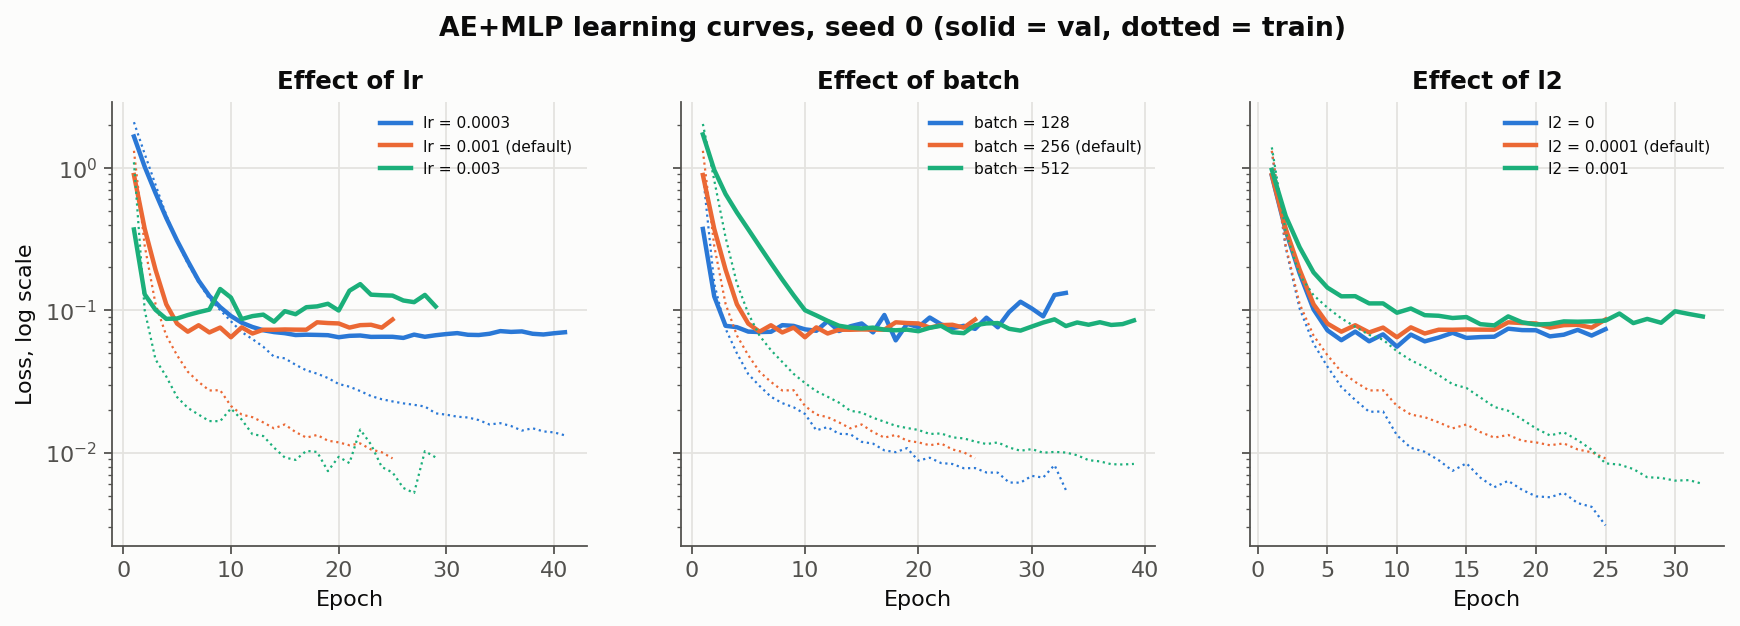 AE+MLP learning curves, seed 0 (solid = val, dotted = train)
Effect of lr
Loss, log scale
10⁰
10⁻¹
10⁻²
lr = 0.0003
lr = 0.001 (default)
lr = 0.003
0 10 20 30 40
Epoch
Effect of batch
batch = 128
batch = 256 (default)
batch = 512
0 10 20 30 40
Epoch
Effect of l2
l2 = 0
l2 = 0.0001 (default)
l2 = 0.001
0 5 10 15 20 25 30
Epoch